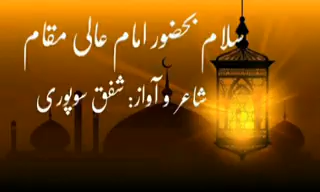 سلام بحضور امام عالی مقام
شاعر و آواز: شفق سوپوری